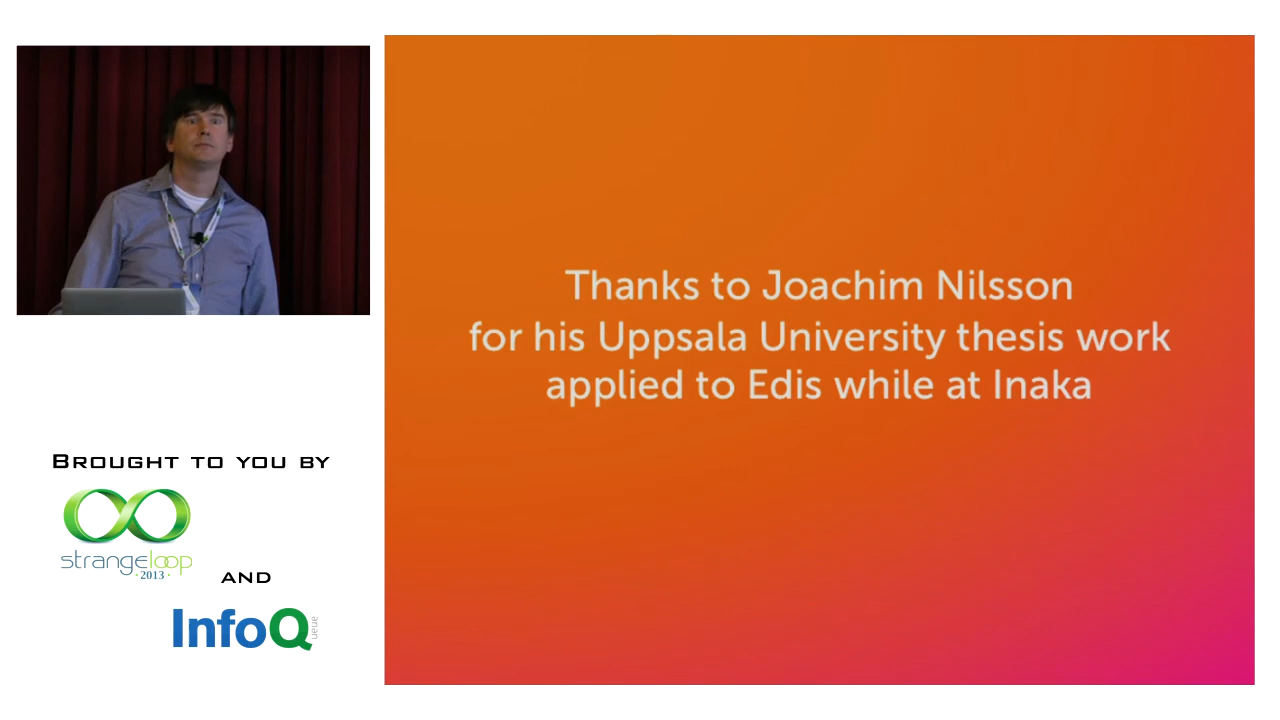 Thanks to Joachim Nilsson
for his Uppsala University thesis work
applied to Edis while at Inaka
BROUGHT TO YOU BY
strangeloop
· 2013 ·
AND
InfoQ
ueue